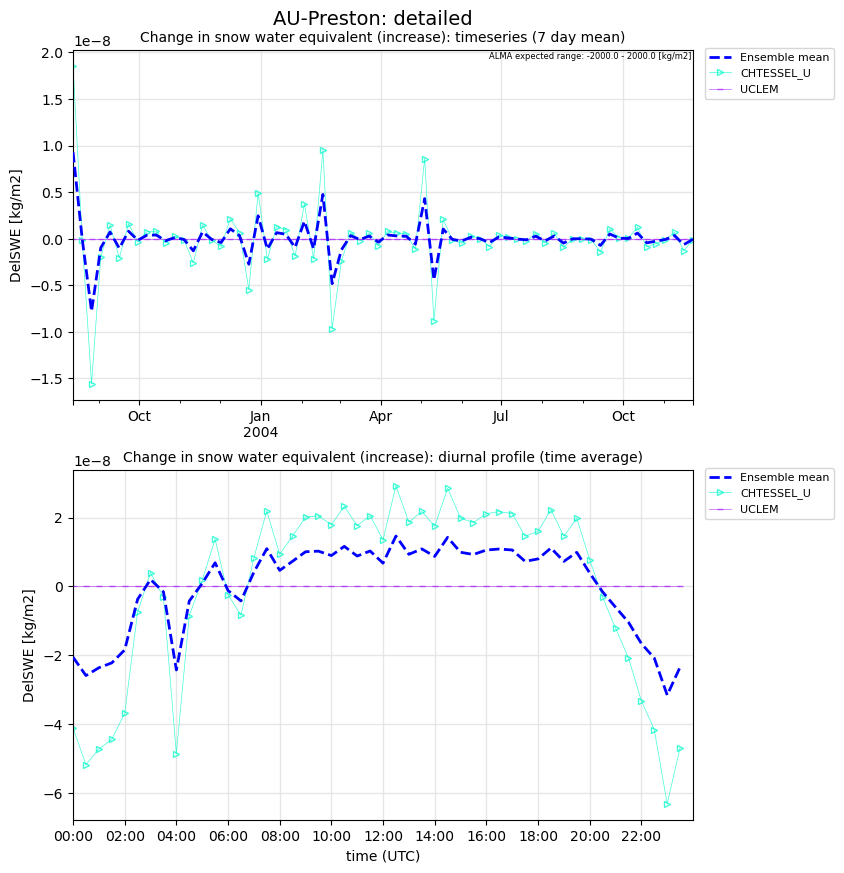 AU-Preston: detailed
Change in snow water equivalent (increase): timeseries (7 day mean)
1e−8
ALMA expected range: -2000.0 - 2000.0 [kg/m2]
Ensemble mean
CHTESSEL_U
UCLEM
2.0
1.5
1.0
0.5
0.0
−0.5
−1.0
−1.5
DelSWE [kg/m2]
Oct
Jan
2004
Apr
Jul
Oct
Change in snow water equivalent (increase): diurnal profile (time average)
1e−8
Ensemble mean
CHTESSEL_U
UCLEM
2
0
−2
−4
−6
DelSWE [kg/m2]
00:00 02:00 04:00 06:00 08:00 10:00 12:00 14:00 16:00 18:00 20:00 22:00
time (UTC)